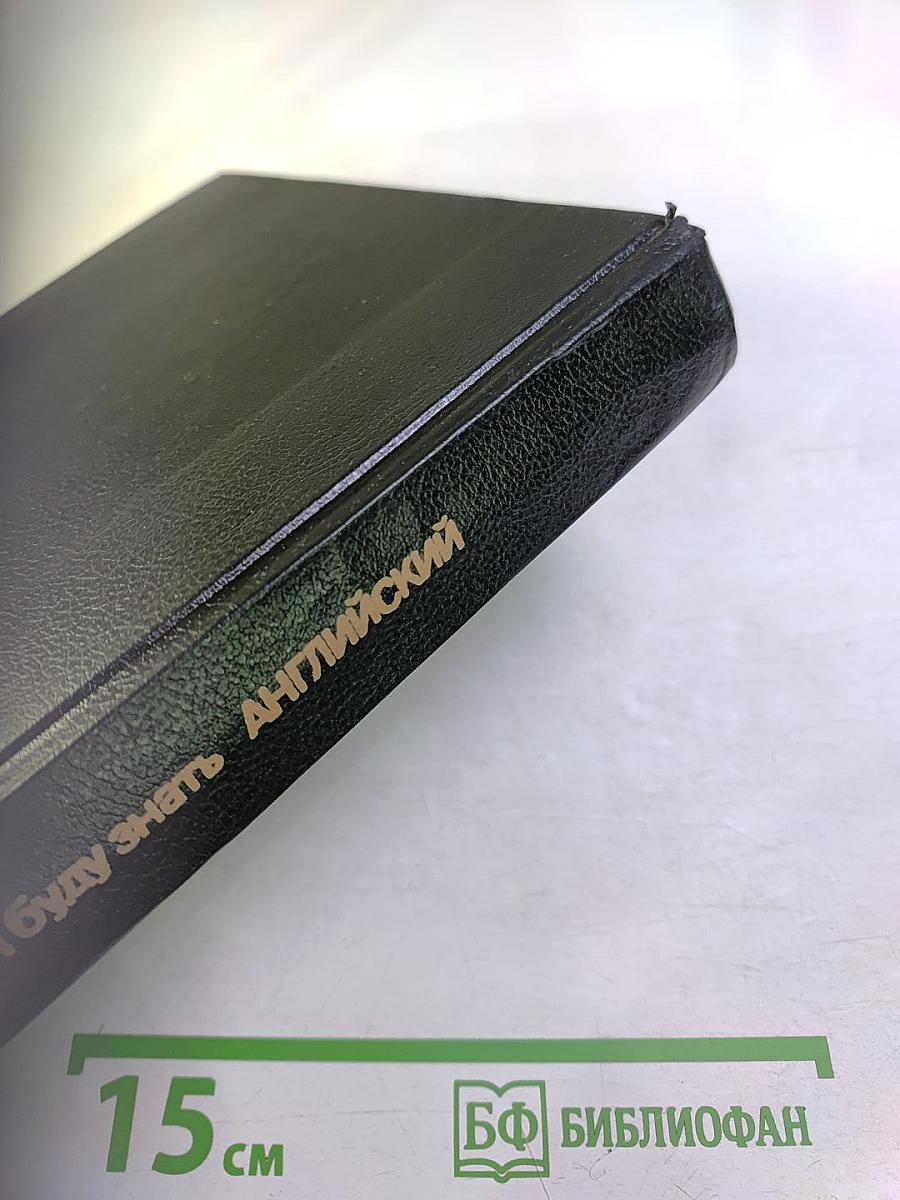 буду знать АНГЛИЙСКИЙ
15 см
БФ БИБЛИОФАН